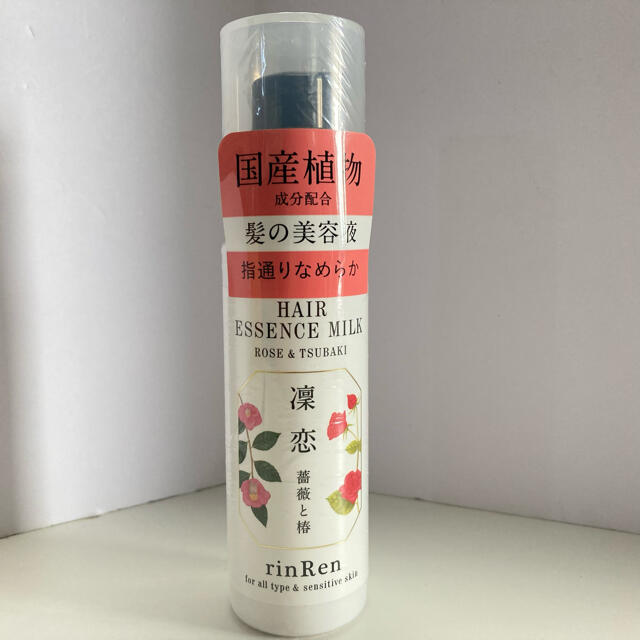 国産植物
成分配合
髪の美容液
指通りなめらか
HAIR
ESSENCE MILK
ROSE & TSUBAKI
凜恋
薔薇と椿
rinRen
for all type & sensitive skin